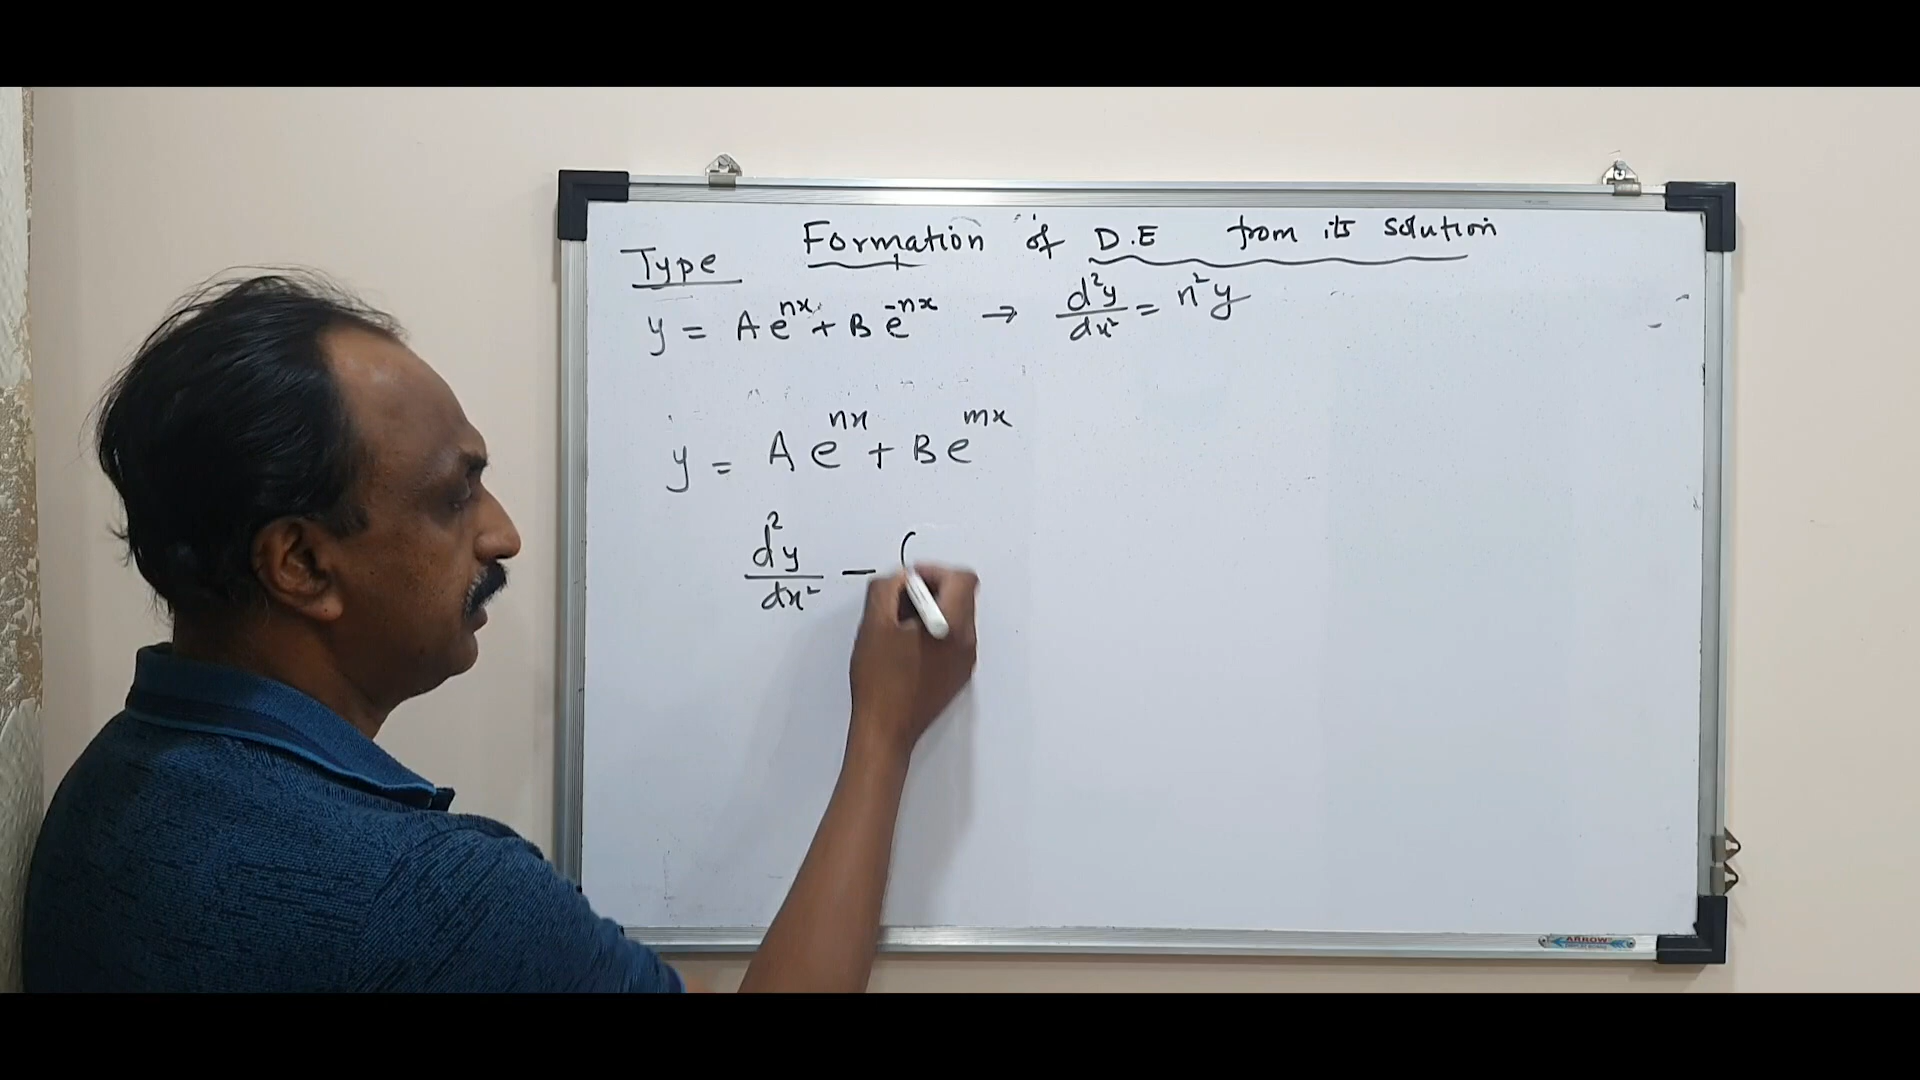 Formation of D.E from its solution
Type
y = Ae^{nx} + Be^{-nx} → d²y/dx² = n²y
y = Ae^{nx} + Be^{mx}
d²y/dx² - (
ARROW